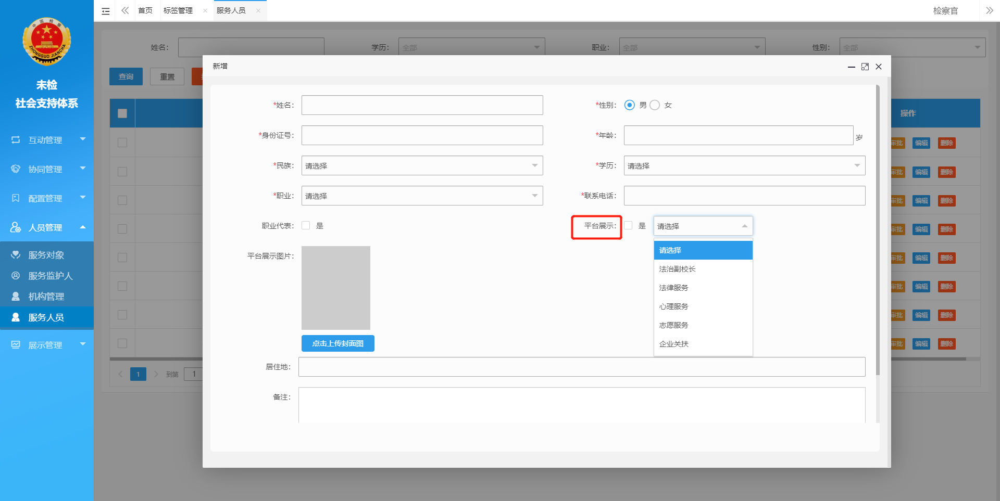 首页
标签管理
服务人员
检察官
中国检察
ZHONGGUO JIANCHA
未检
社会支持体系
互动管理
协同管理
配置管理
人员管理
服务对象
服务监护人
机构管理
服务人员
展示管理
姓名：
学历：
全部
职业：
全部
性别：
全部
查询
重置
操作
审批 编辑 删除
审批 编辑 删除
审批 编辑 删除
审批 编辑 删除
审批 编辑 删除
审批 编辑 删除
审批 编辑 删除
审批 编辑 删除
1
到第
1
新增
*姓名：
*性别：
男
女
*身份证号：
*年龄：
岁
*民族：
请选择
*学历：
请选择
*职业：
请选择
*联系电话：
职业代表：
是
平台展示：
是
请选择
请选择
法治副校长
法律服务
心理服务
志愿服务
企业关扶
平台展示图片：
点击上传封面图
居住地：
备注：